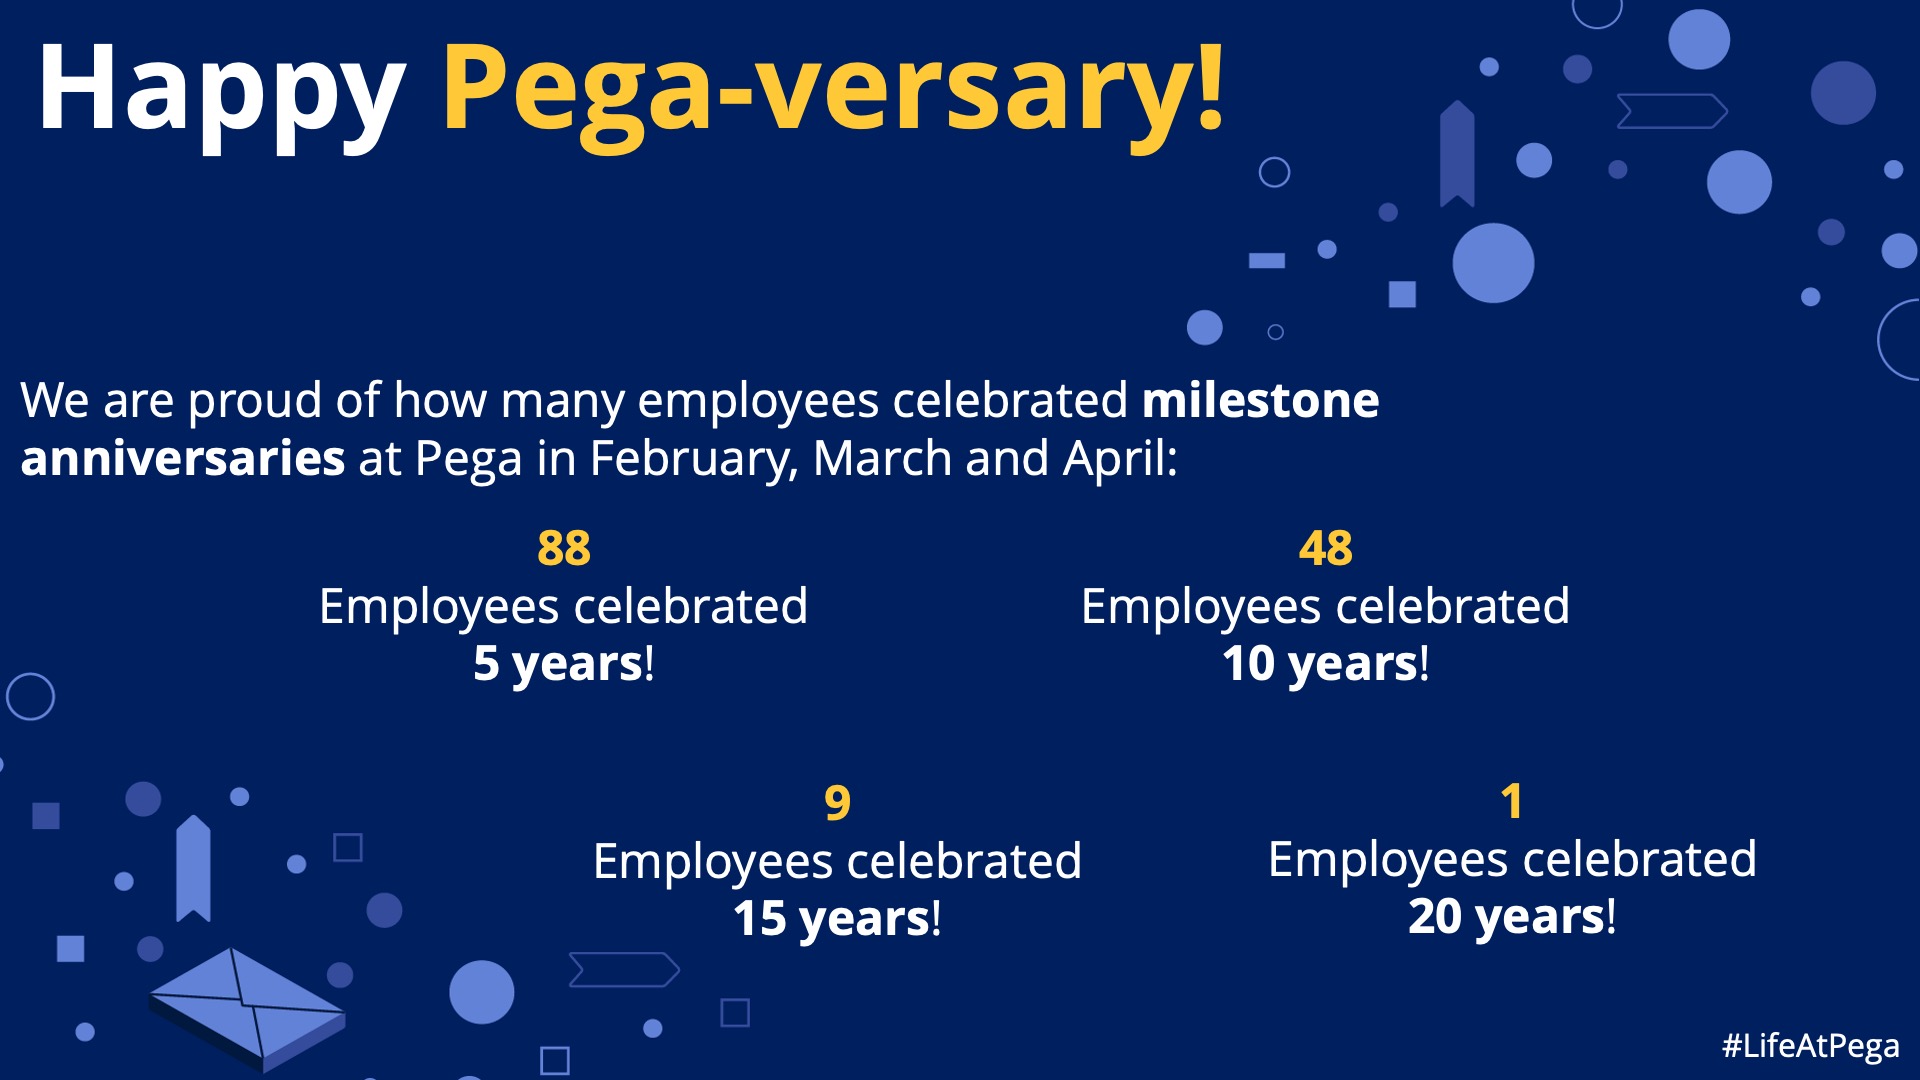 Happy Pega-versary!
We are proud of how many employees celebrated milestone
anniversaries at Pega in February, March and April:
88
Employees celebrated
5 years!
48
Employees celebrated
10 years!
9
Employees celebrated
15 years!
1
Employees celebrated
20 years!
#LifeAtPega